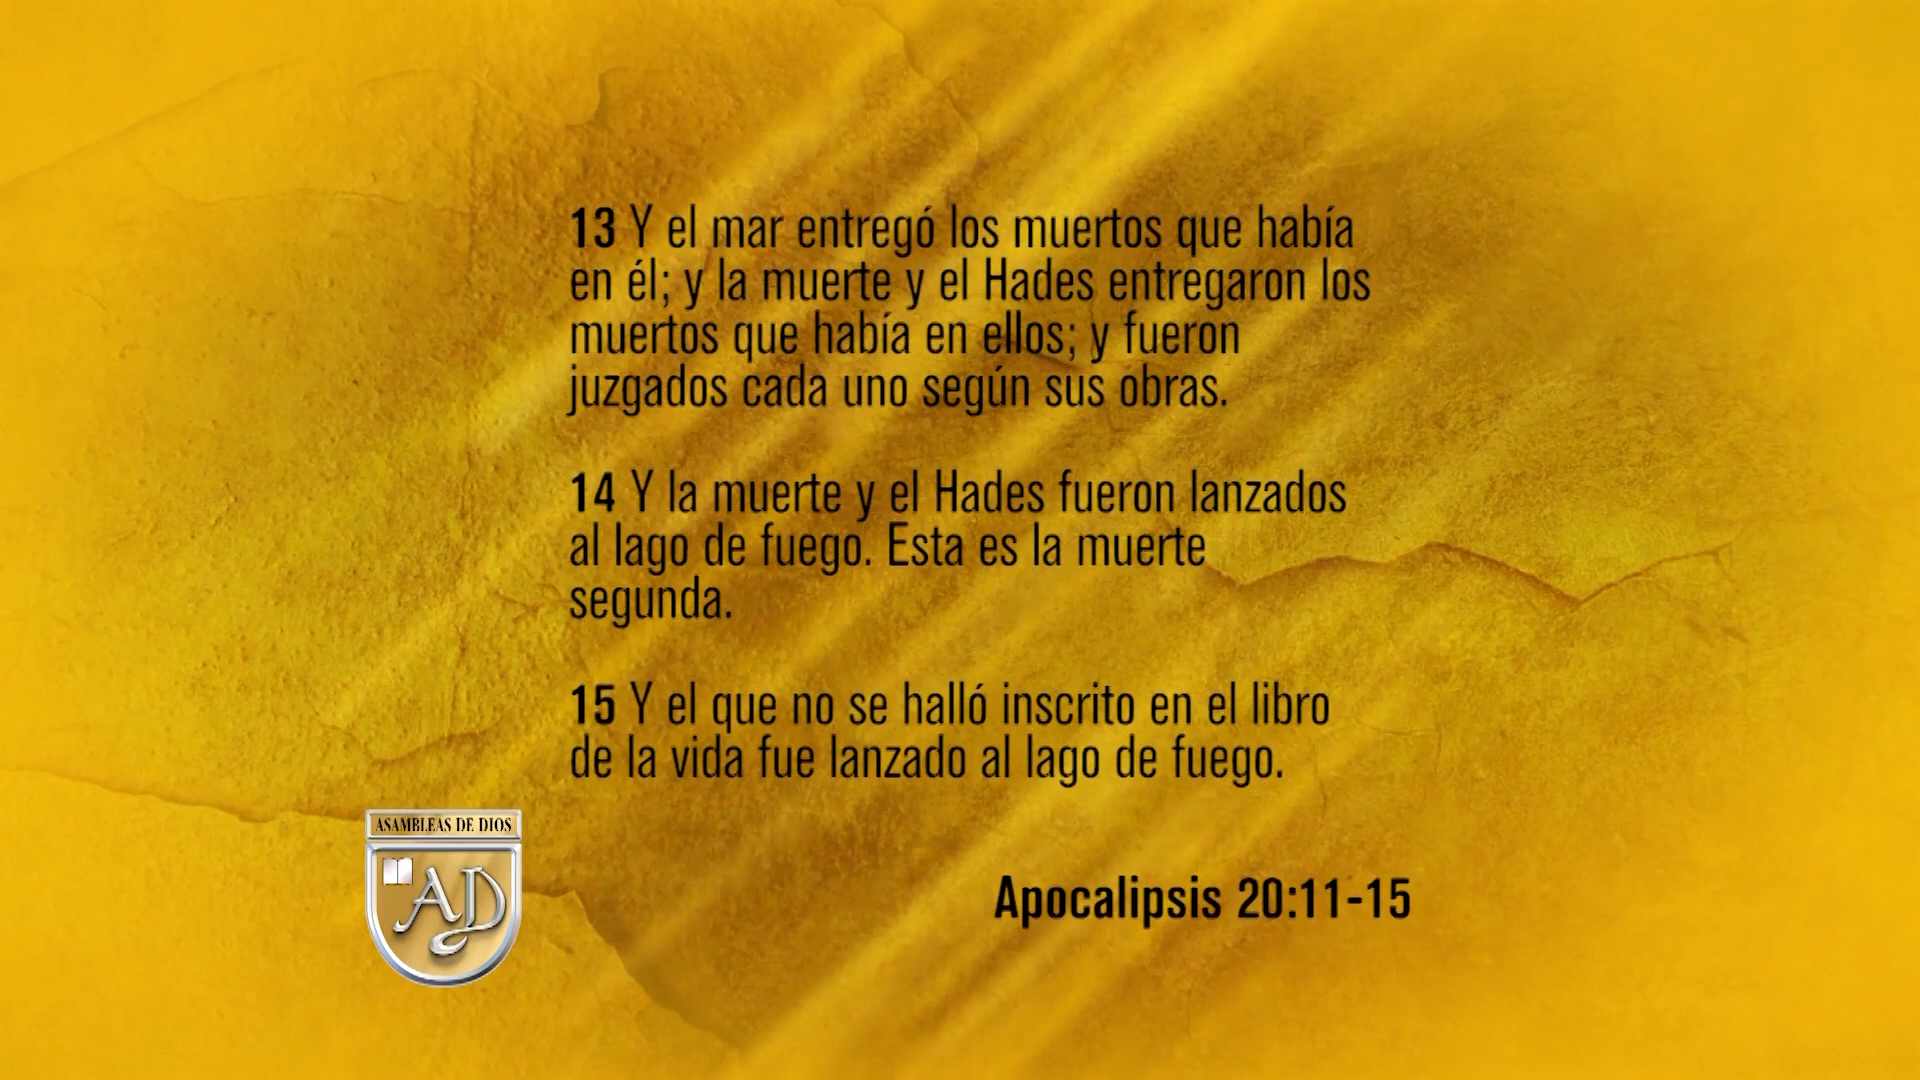 13 Y el mar entregó los muertos que había
en él; y la muerte y el Hades entregaron los
muertos que había en ellos; y fueron
juzgados cada uno según sus obras.
14 Y la muerte y el Hades fueron lanzados
al lago de fuego. Esta es la muerte
segunda.
15 Y el que no se halló inscrito en el libro
de la vida fue lanzado al lago de fuego.
ASAMBLEAS DE DIOS
AD
Apocalipsis 20:11-15